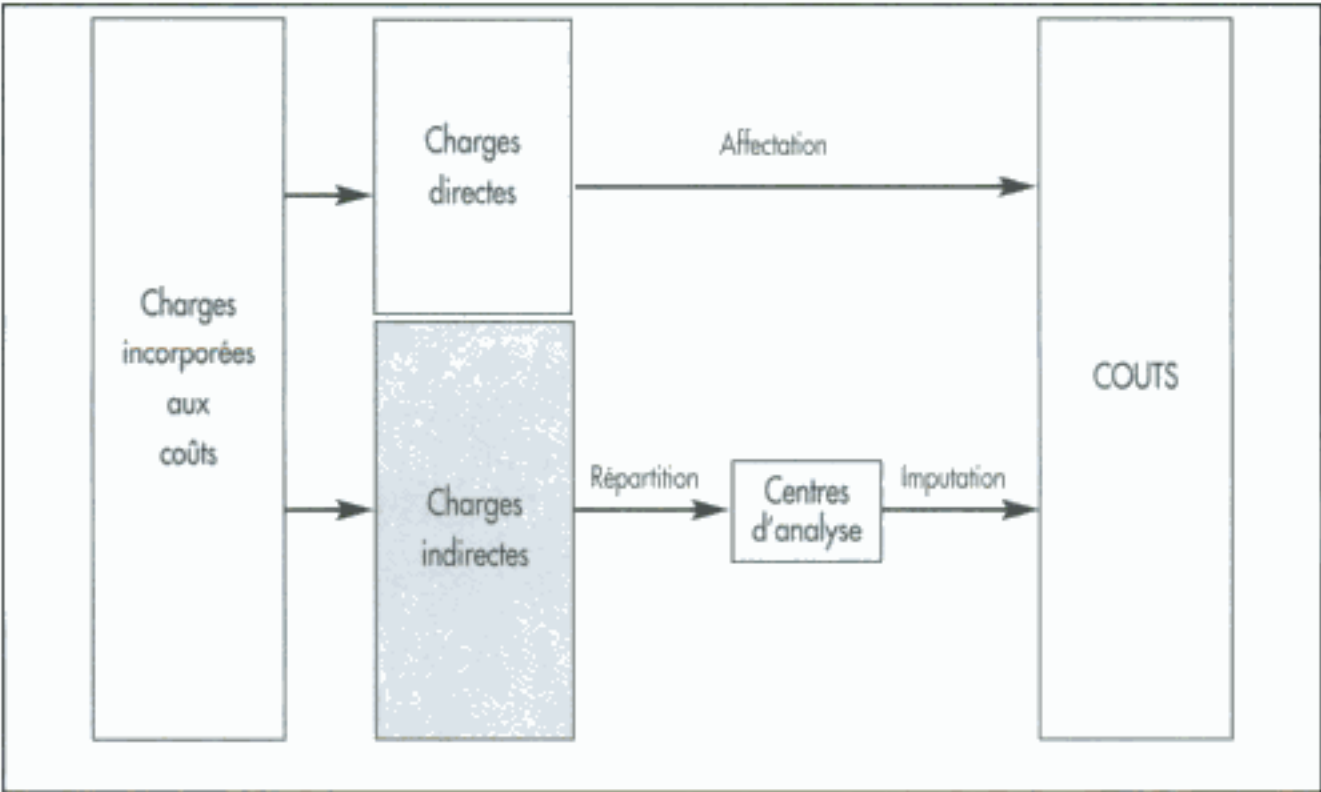 Charges
incorporées
aux
coûts
Charges
directes
Affectation
Charges
indirectes
Répartition
Centres
d'analyse
Imputation
COUTS